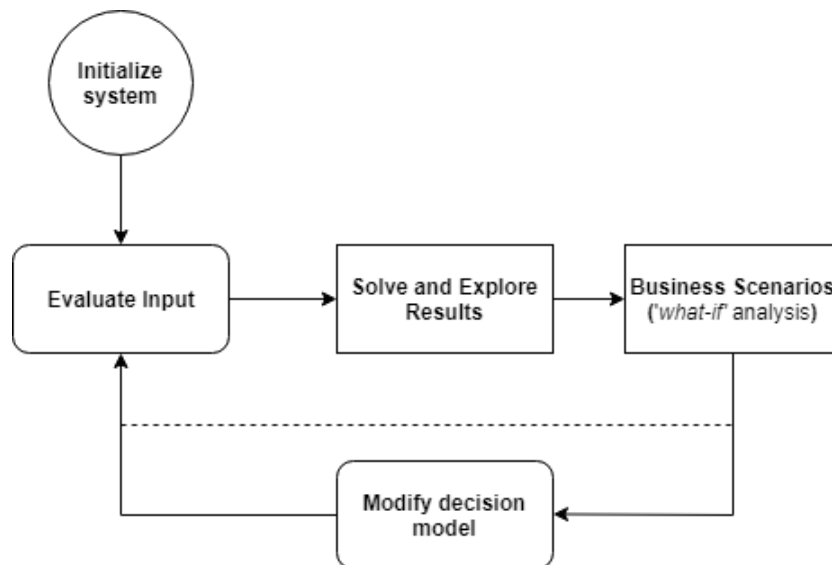 Initialize
system
Evaluate Input
Solve and Explore
Results
Business Scenarios
('what-if' analysis)
Modify decision
model